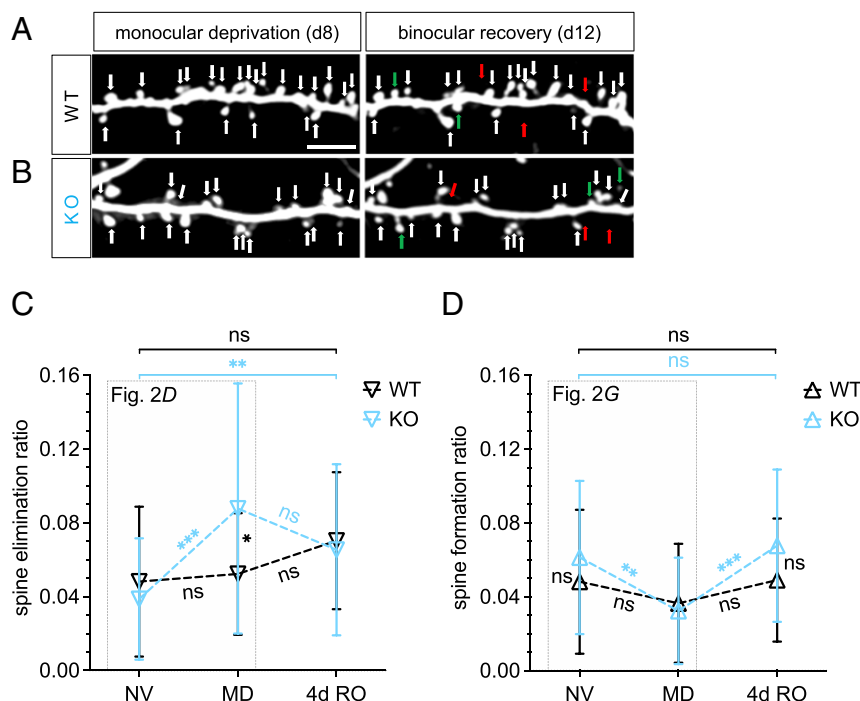 A
monocular deprivation (d8)
binocular recovery (d12)
WT
B
KO
C
D
ns
**
ns
ns
0.16
0.12
0.08
0.04
0.00
spine elimination ratio
Fig. 2D
WT
KO
***
ns
*
ns
ns
NV
MD
4d RO
0.16
0.12
0.08
0.04
0.00
spine formation ratio
Fig. 2G
WT
KO
**
***
ns
ns
ns
ns
NV
MD
4d RO